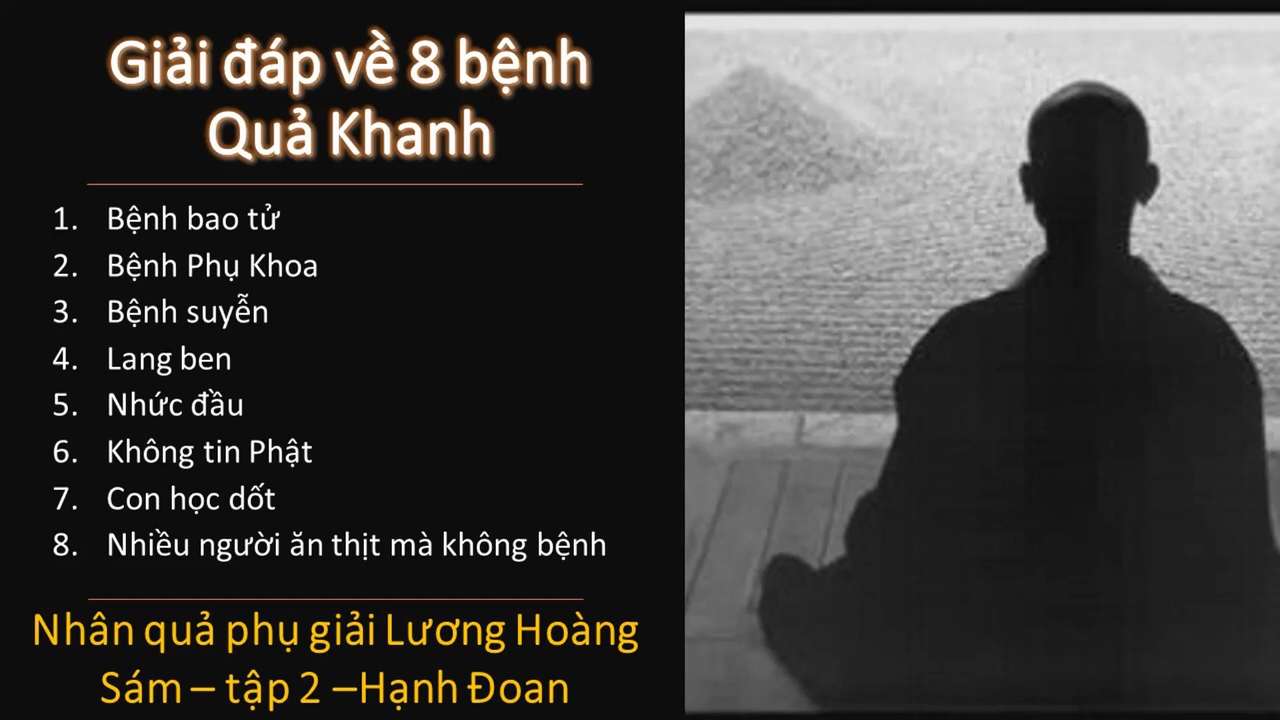 Giải đáp về 8 bệnh
Quả Khanh
1. Bệnh bao tử
2. Bệnh Phụ Khoa
3. Bệnh suyễn
4. Lang ben
5. Nhức đầu
6. Không tin Phật
7. Con học dốt
8. Nhiều người ăn thịt mà không bệnh
Nhân quả phụ giải Lương Hoàng
Sám – tập 2 –Hạnh Đoan